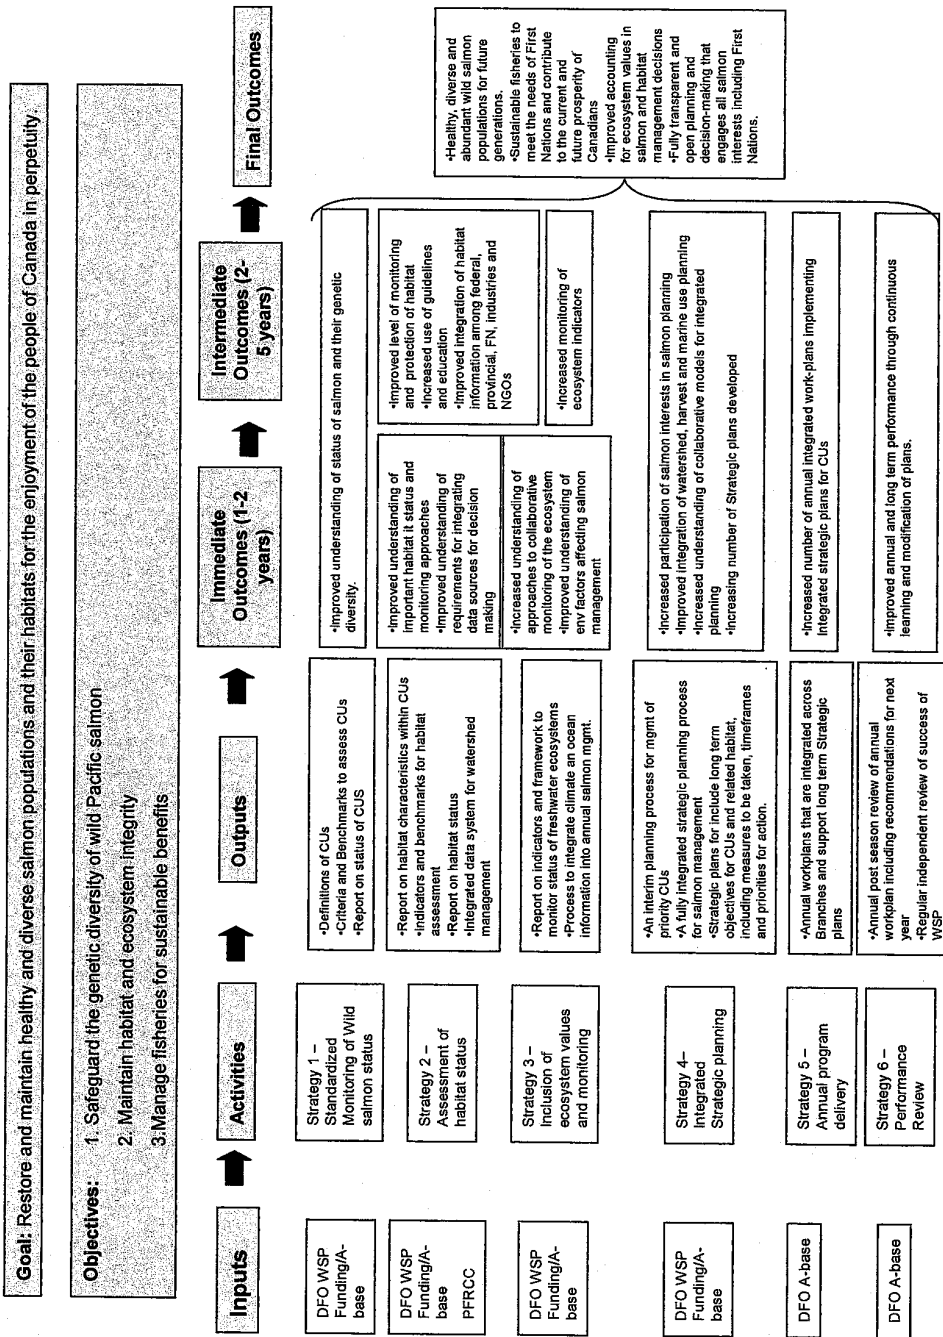 Goal: Restore and maintain healthy and diverse salmon populations and their habitats for the enjoyment of the people of Canada in perpetuity.
Objectives: 1. Safeguard the genetic diversity of wild Pacific salmon
2. Maintain habitat and ecosystem integrity
3.Manage fisheries for sustainable benefits
Inputs
Activities
Outputs
Immediate
Outcomes (1-2
years)
Intermediate
Outcomes (2-
5 years)
Final Outcomes
DFO WSP
Funding/A-
base
Strategy 1 –
Standardized
Monitoring of Wild
salmon status
•Definitions of CUs
•Criteria and Benchmarks to assess CUs
•Report on status of CUS
•Improved understanding of status of salmon and their genetic
diversity.
DFO WSP
Funding/A-
base
PFRCC
Strategy 2 –
Assessment of
habitat status
•Report on habitat characteristics within CUs
•Indicators and benchmarks for habitat
assessment
•Report on habitat status
•Integrated data system for watershed
management
•Improved understanding of
Important habitat it status and
monitoring approaches
•Improved understanding of
requirements for integrating
data sources for decision
making
•Improved level of monitoring
and protection of habitat
•Increased use of guidelines
and education
•Improved integration of habitat
information among federal,
provincial, FN, industries and
NGOs
DFO WSP
Funding/A-
base
Strategy 3 –
Inclusion of
ecosystem values
and monitoring
•Report on indicators and framework to
monitor status of freshwater ecosystems
•Process to integrate climate an ocean
information into annual salmon mgmt.
•Increased understanding of
approaches to collaborative
monitoring of the ecosystem
•Improved understanding of
env factors affecting salmon
management
•Increased monitoring of
ecosystem indicators
DFO WSP
Funding/A-
base
Strategy 4–
Integrated
Strategic planning
•An interim planning process for mgmt of
priority CUs
•A fully integrated strategic planning process
for salmon management
•Strategic plans for include long term
objectives for CUs and related habitat,
including measures to be taken, timeframes
and priorities for action.
•Increased participation of salmon interests in salmon planning
•Improved integration of watershed, harvest and marine use planning
•Increased understanding of collaborative models for integrated
planning
•Increasing number of Strategic plans developed
DFO A-base
Strategy 5 –
Annual program
delivery
•Annual workplans that are integrated across
Branches and support long term Strategic
plans
•Increased number of annual integrated work-plans implementing
Integrated strategic plans for CUs
DFO A-base
Strategy 6 –
Performance
Review
•Annual post season review of annual
workplan including recommendations for next
year
•Regular independent review of success of
WSP
•Improved annual and long term performance through continuous
learning and modification of plans.
•Healthy, diverse and
abundant wild salmon
populations for future
generations.
•Sustainable fisheries to
meet the needs of First
Nations and contribute
to the current and
future prosperity of
Canadians
•Improved accounting
for ecosystem values in
salmon and habitat
management decisions
•Fully transparent and
open planning and
decision-making that
engages all salmon
interests including First
Nations.